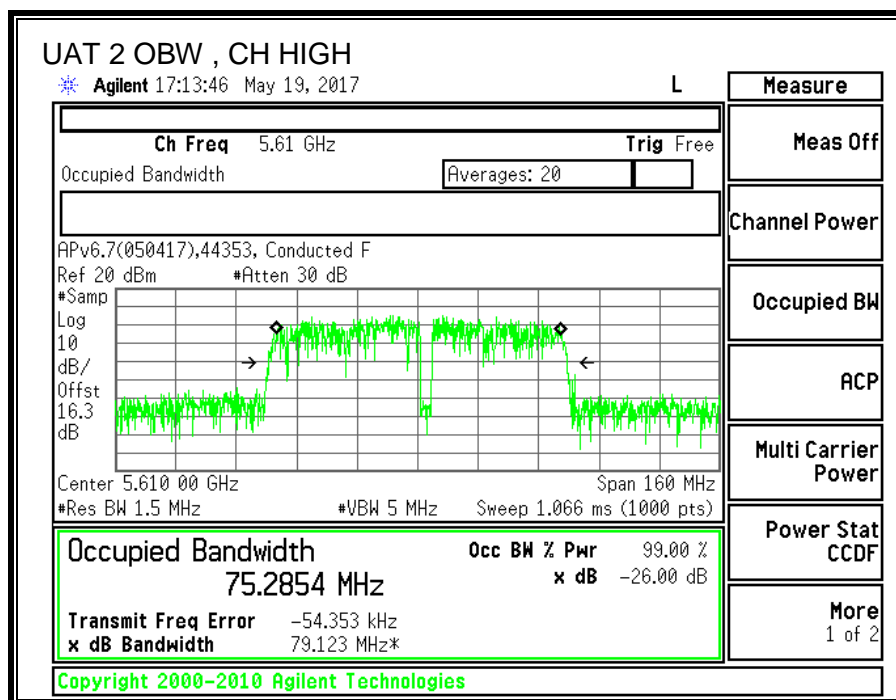 UAT 2 OBW , CH HIGH
Agilent 17:13:46 May 19, 2017 L
Measure
Ch Freq 5.61 GHz Trig Free
Meas Off
Occupied Bandwidth Averages: 20
Channel Power
APv6.7(050417),44353, Conducted F
Ref 20 dBm #Atten 30 dB
#Samp
Log
10
dB/
Offst
16.3
dB
Occupied BW
ACP
Multi Carrier
Power
Center 5.610 00 GHz Span 160 MHz
#Res BW 1.5 MHz #VBW 5 MHz Sweep 1.066 ms (1000 pts)
Power Stat
CCDF
Occupied Bandwidth Occ BW % Pwr 99.00 %
75.2854 MHz x dB -26.00 dB
Transmit Freq Error -54.353 kHz
x dB Bandwidth 79.123 MHz*
More
1 of 2
Copyright 2000-2010 Agilent Technologies